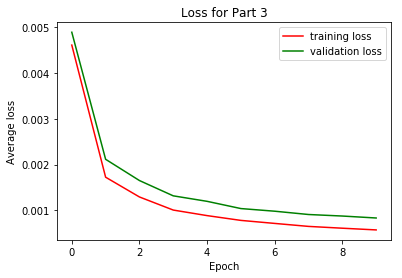 Loss for Part 3
training loss
validation loss
0.005
0.004
0.003
0.002
0.001
Average loss
0 2 4 6 8
Epoch